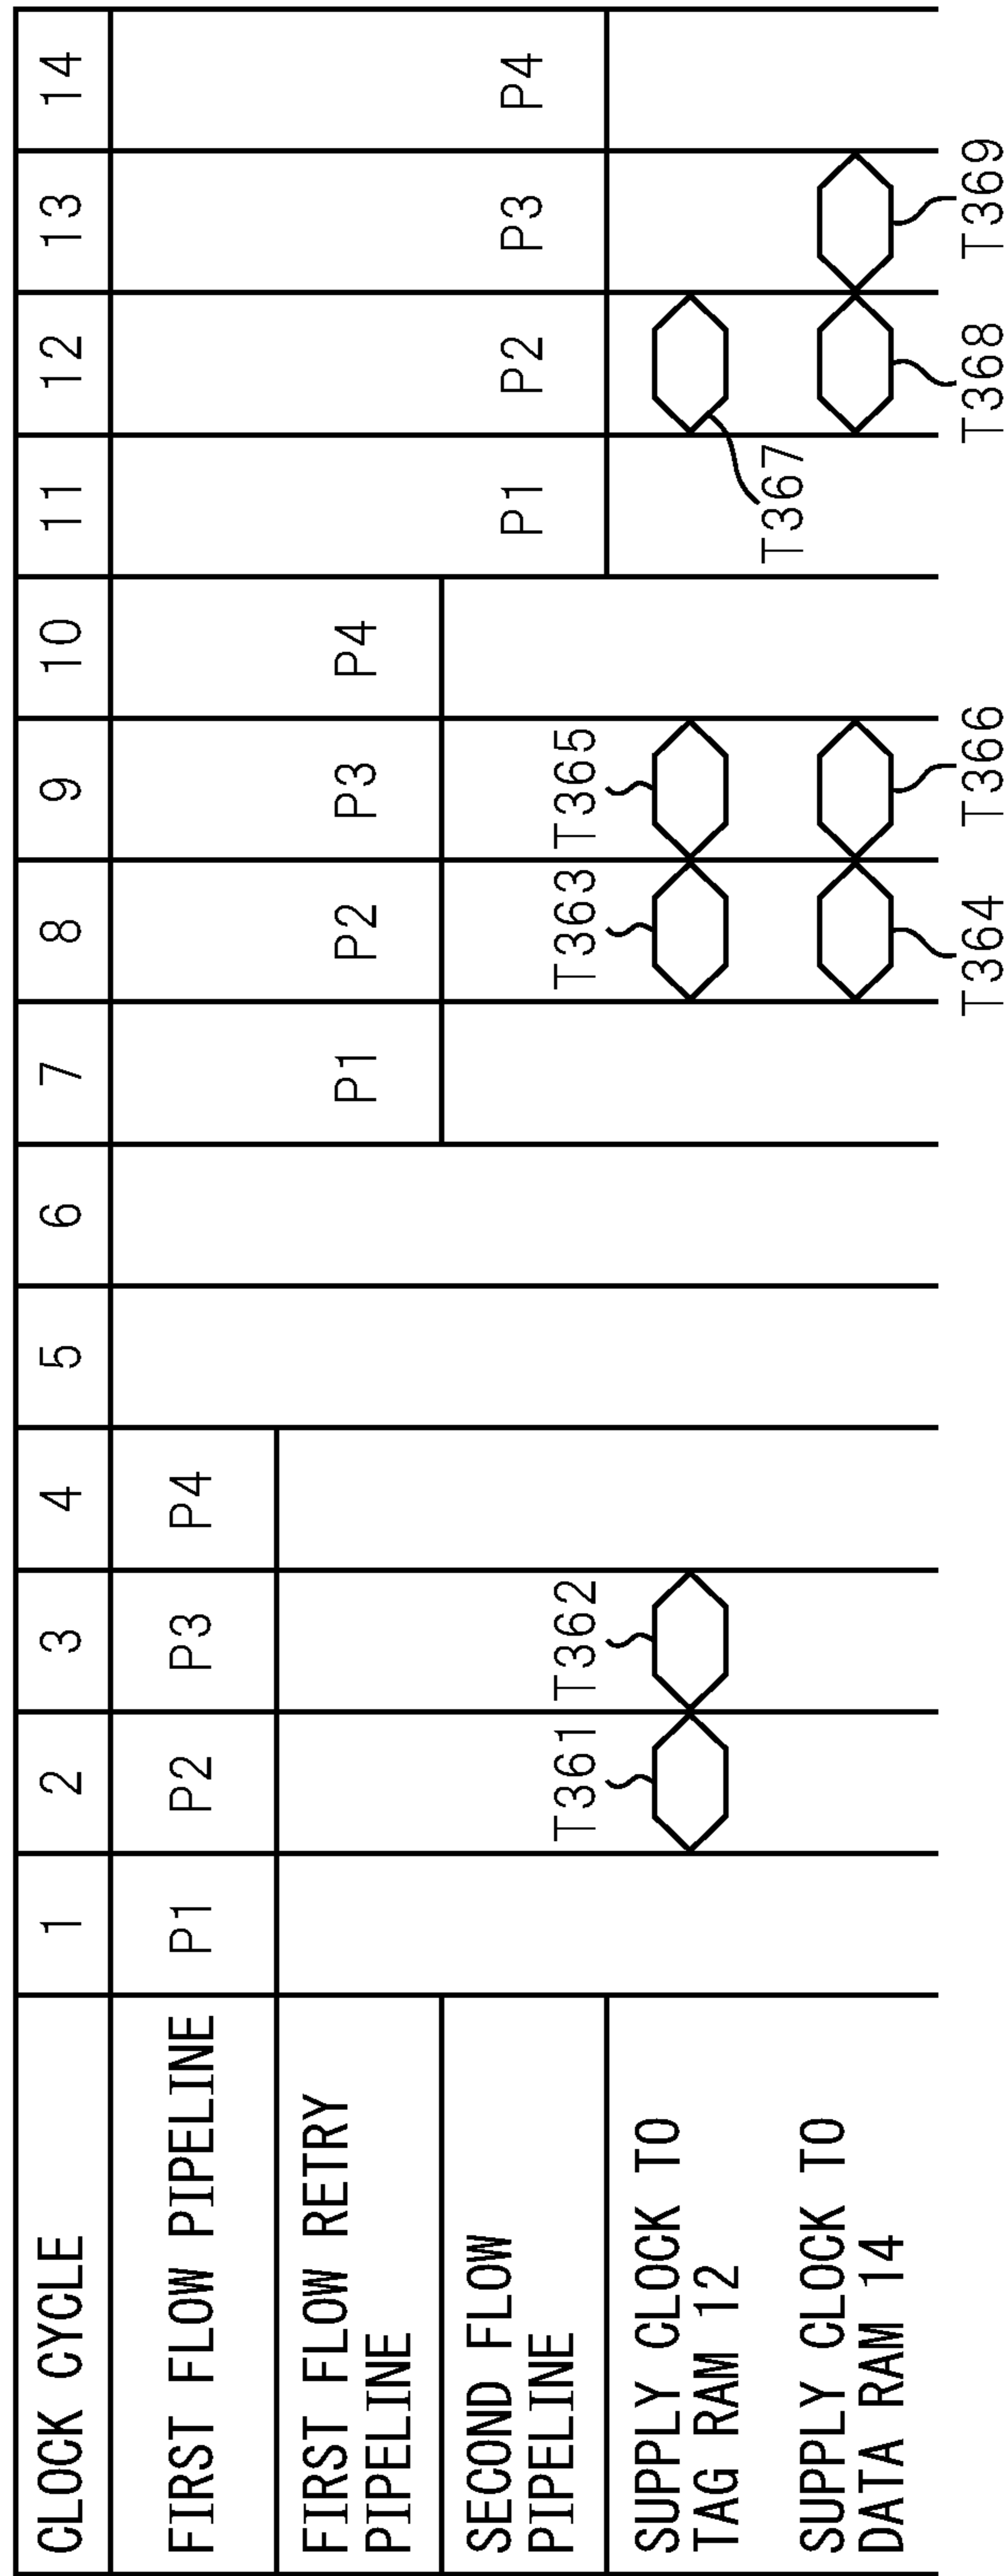 CLOCK CYCLE 1 2 3 4 5 6 7 8 9 10 11 12 13 14
FIRST FLOW PIPELINE P1 P2 P3 P4
FIRST FLOW RETRY
PIPELINE
P1 P2 P3 P4
SECOND FLOW
PIPELINE
P1 P2 P3 P4
T361 T362 T363 T365
SUPPLY CLOCK TO
TAG RAM 12
T367
SUPPLY CLOCK TO
DATA RAM 14
T364 T366 T368 T369